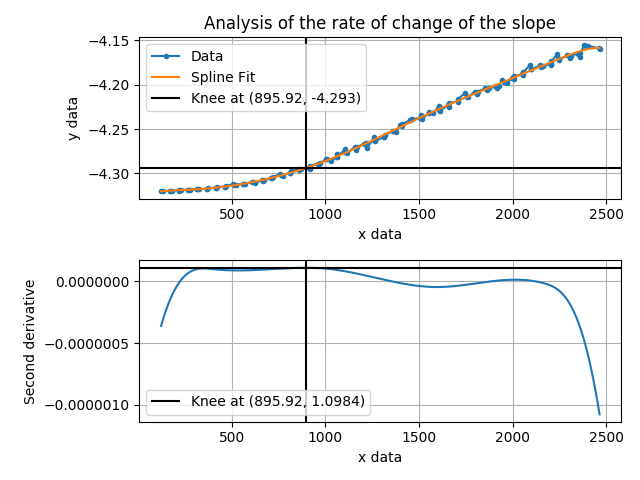 Analysis of the rate of change of the slope
−4.15
−4.20
−4.25
−4.30
y data
Data
Spline Fit
Knee at (895.92, -4.293)
500
1000
1500
2000
2500
x data
0.0000000
−0.0000005
−0.0000010
Second derivative
Knee at (895.92, 1.0984)
500
1000
1500
2000
2500
x data